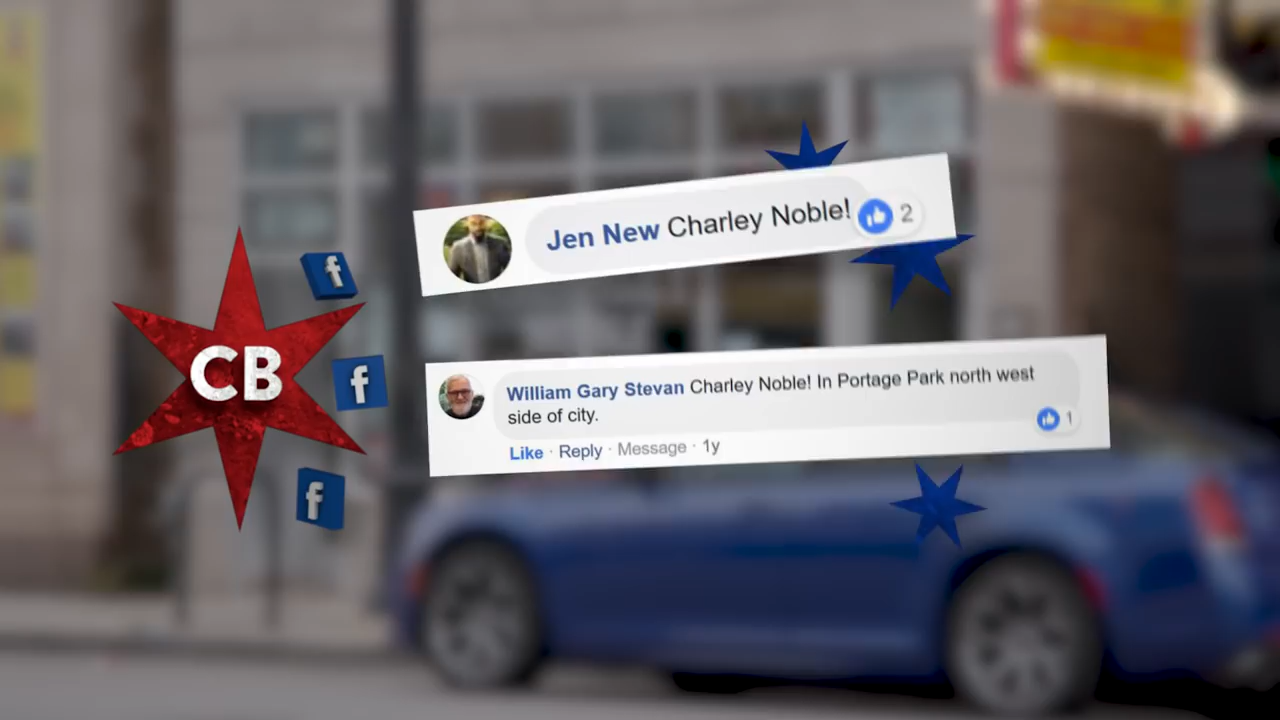 CB
f
f
f
Jen New Charley Noble! 2
William Gary Stevan Charley Noble! In Portage Park north west
side of city.
1
Like · Reply · Message · 1y